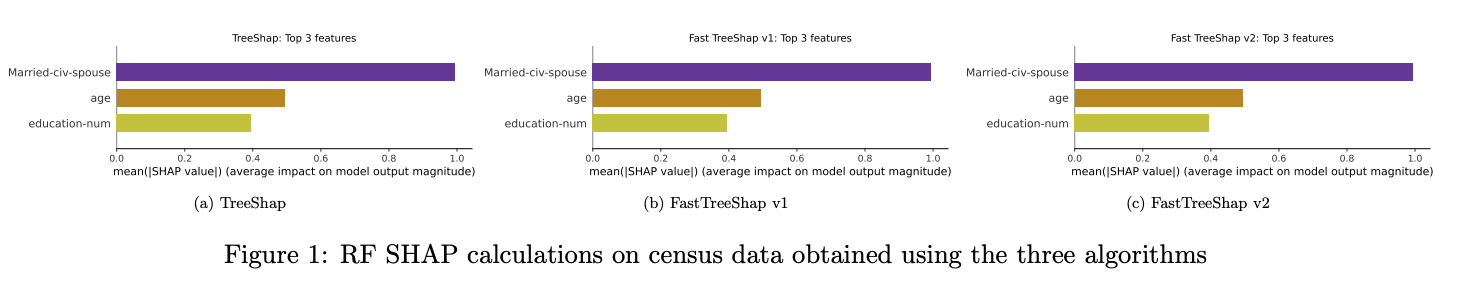 TreeShap: Top 3 features
Married-civ-spouse
age
education-num
0.0 0.2 0.4 0.6 0.8 1.0
mean(|SHAP value|) (average impact on model output magnitude)
(a) TreeShap
Fast TreeShap v1: Top 3 features
Married-civ-spouse
age
education-num
0.0 0.2 0.4 0.6 0.8 1.0
mean(|SHAP value|) (average impact on model output magnitude)
(b) FastTreeShap v1
Fast TreeShap v2: Top 3 features
Married-civ-spouse
age
education-num
0.0 0.2 0.4 0.6 0.8 1.0
mean(|SHAP value|) (average impact on model output magnitude)
(c) FastTreeShap v2
Figure 1: RF SHAP calculations on census data obtained using the three algorithms